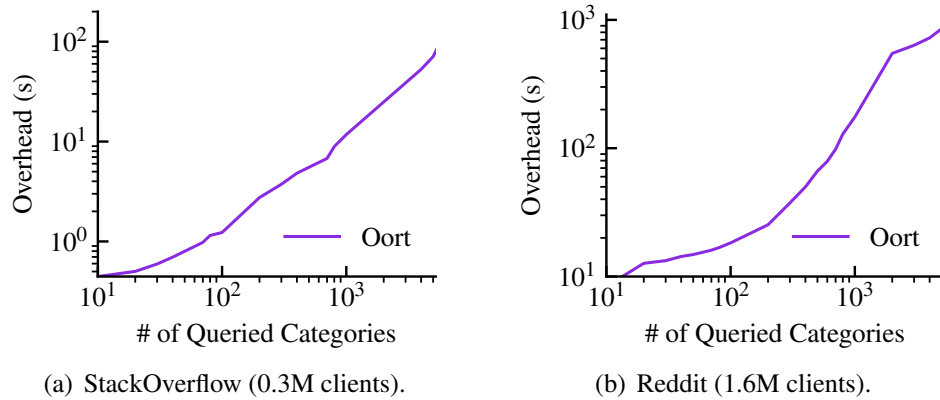 Overhead (s)
10^2
10^1
10^0
Oort
10^1
10^2
10^3
# of Queried Categories
(a) StackOverflow (0.3M clients).
Overhead (s)
10^3
10^2
10^1
Oort
10^1
10^2
10^3
# of Queried Categories
(b) Reddit (1.6M clients).